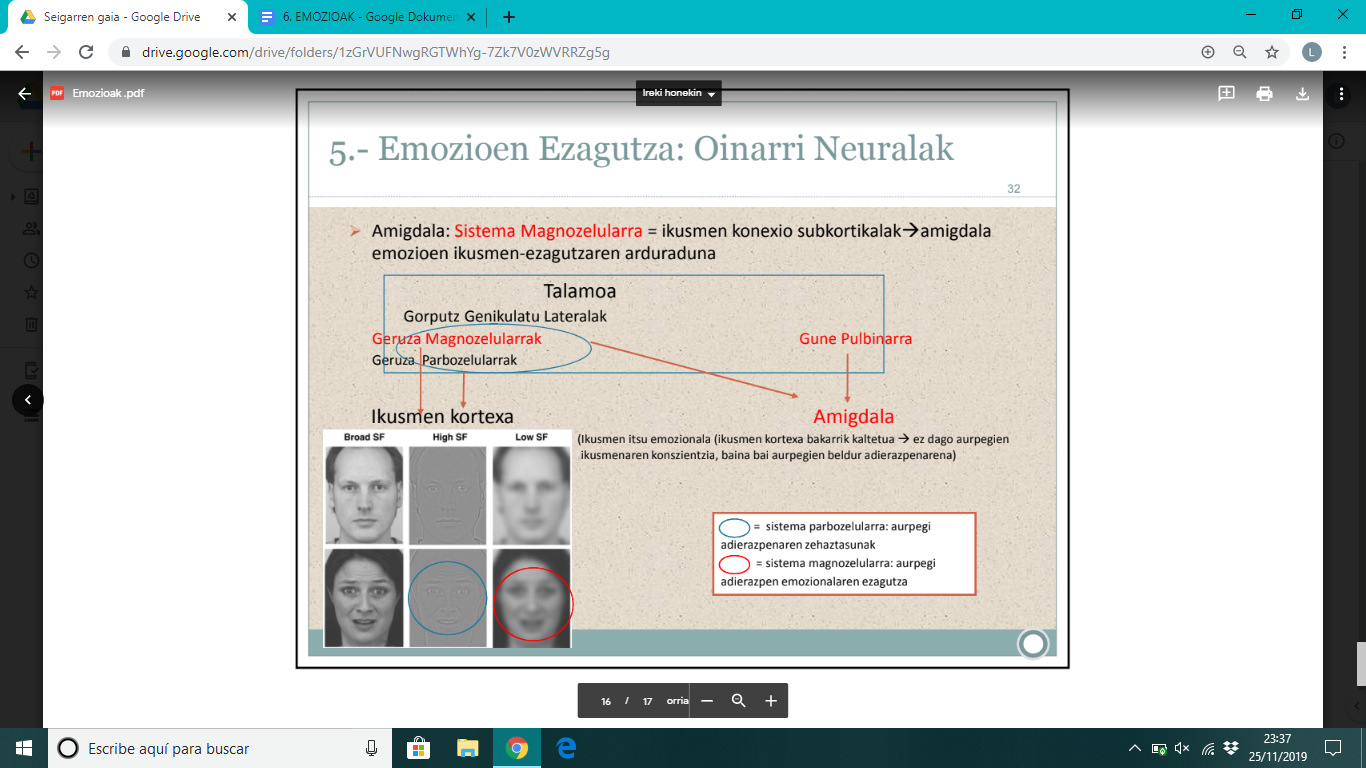 Seigarren gaia - Google Drive
6. EMOZIOAK - Google Dokumen
drive.google.com/drive/folders/1zGrVUFNwgRGTWhYg-7Zk7V0zWVRRZg5g
L
PDF Emozioak .pdf
Ireki honekin
5.- Emozioen Ezagutza: Oinarri Neuralak
32
Amigdala: Sistema Magnozelularra = ikusmen konexio subkortikalak→amigdala
emozioen ikusmen-ezagutzaren arduraduna
Talamoa
Gorputz Genikulatu Lateralak
Geruza Magnozelularrak
Gune Pulbinarra
Geruza Parbozelularrak
Ikusmen kortexa
Amigdala
Broad SF High SF Low SF
(Ikusmen itsu emozionala (ikusmen kortexa bakarrik kaltetua → ez dago aurpegien
ikusmenaren konszientzia, baina bai aurpegien beldur adierazpenarena)
= sistema parbozelularra: aurpegi
adierazpenaren zehaztasunak
= sistema magnozelularra: aurpegi
adierazpen emozionalaren ezagutza
16 / 17 orria
Escribe aquí para buscar
23:37
25/11/2019